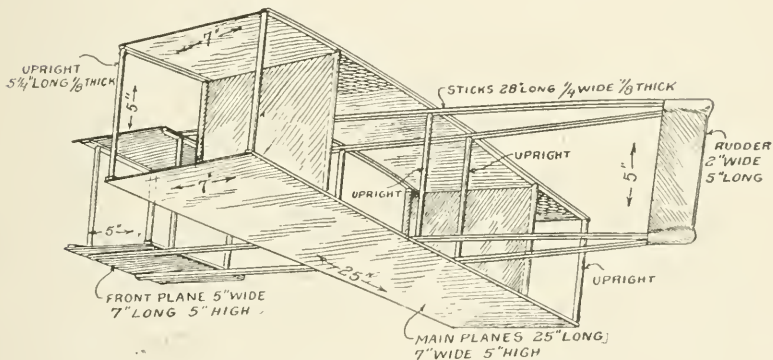 7"
UPRIGHT
5¼" LONG ⅛ THICK
5"
STICKS 28" LONG ¼ WIDE ⅛ THICK
RUDDER
2" WIDE
5" LONG
5"
UPRIGHT
UPRIGHT
7"
5"
25"
UPRIGHT
FRONT PLANE 5" WIDE
7" LONG 5" HIGH
MAIN PLANES 25" LONG
7" WIDE 5" HIGH